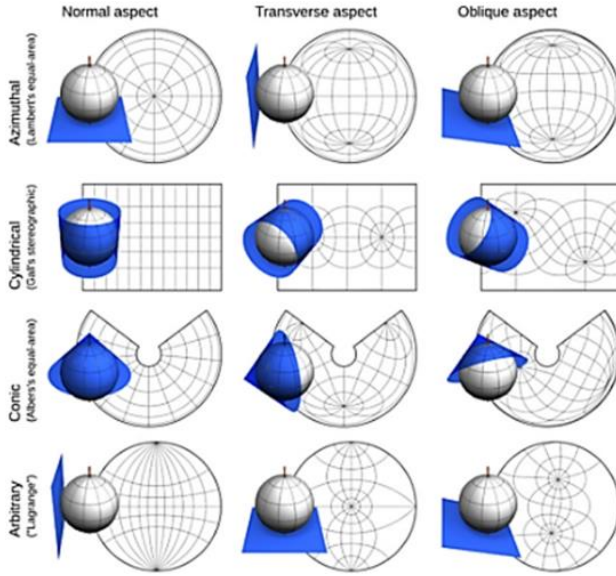 Normal aspect
Transverse aspect
Oblique aspect
Azimuthal
(Lambert's equal-area)
Cylindrical
(Gall's stereographic)
Conic
(Albers's equal-area)
Arbitrary
("Lagrange")